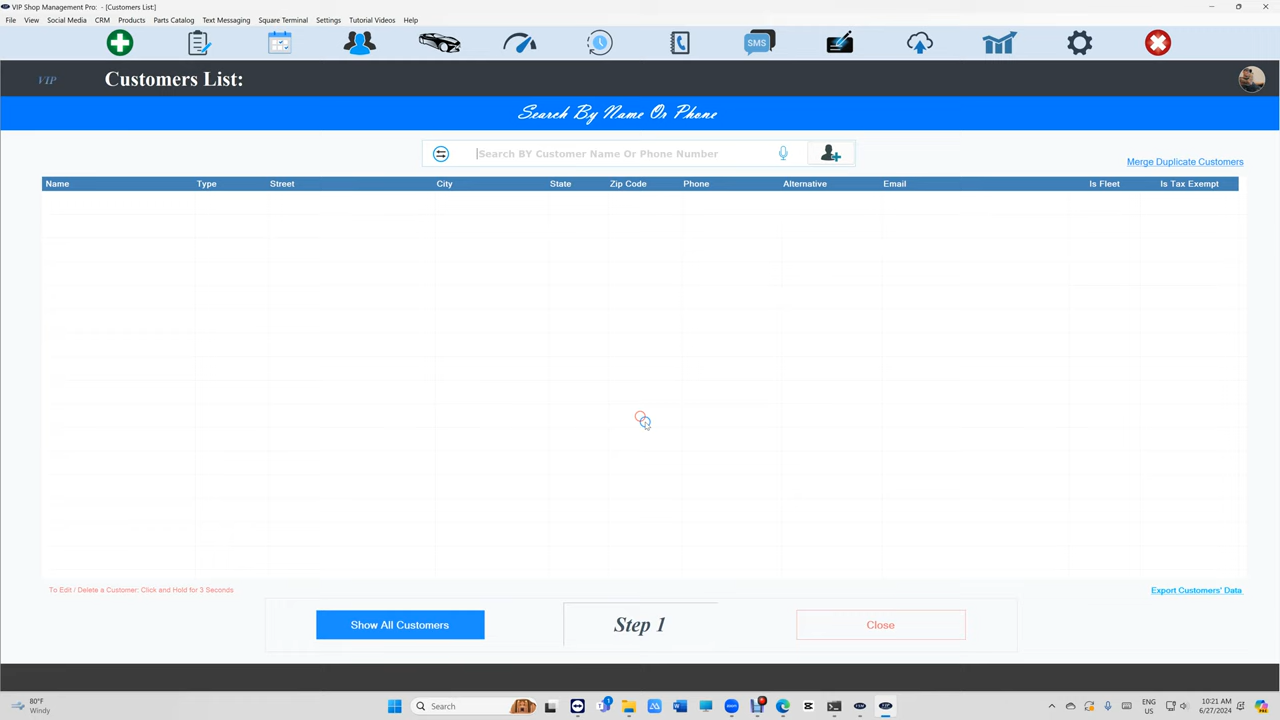 VIP Shop Management Pro:  - [Customers List:]
File View Social Media CRM Products Parts Catalog Text Messaging Square Terminal Settings Tutorial Videos Help
SMS
VIP Customers List:
Search By Name Or Phone
Search BY Customer Name Or Phone Number
Merge Duplicate Customers
Name Type Street City State Zip Code Phone Alternative Email Is Fleet Is Tax Exempt
To Edit / Delete a Customer: Click and Hold for 3 Seconds
Export Customers' Data
Show All Customers Step 1 Close
80°F
Windy
Search
ENG
US
10:21 AM
6/27/2024